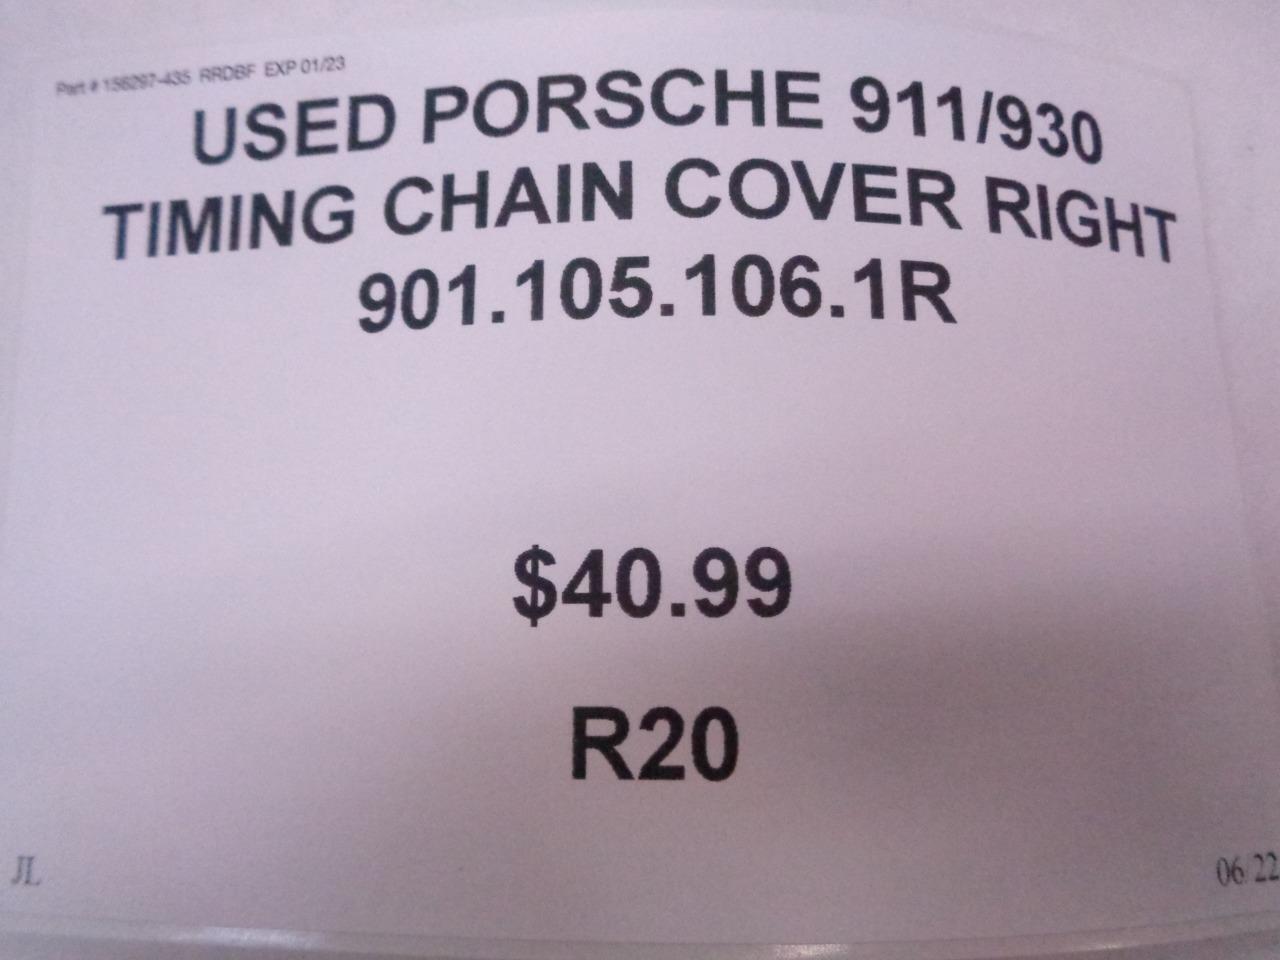 Part # 156297-435 RRDBF EXP 01/23
USED PORSCHE 911/930
TIMING CHAIN COVER RIGHT
901.105.106.1R
$40.99
R20
JL
06/22